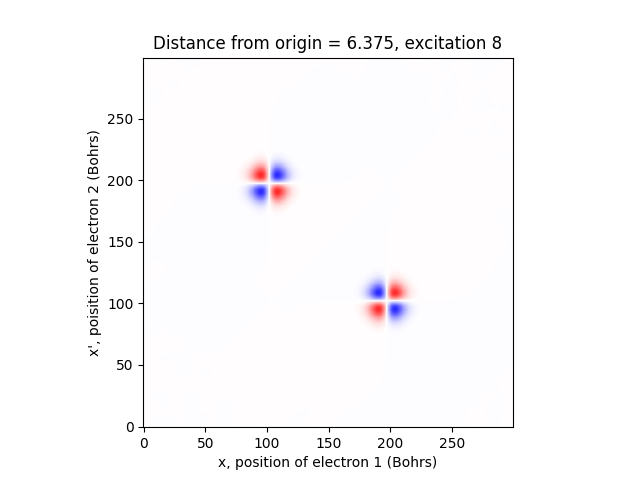 Distance from origin = 6.375, excitation 8
250
200
150
100
50
0
x', poisition of electron 2 (Bohrs)
0 50 100 150 200 250
x, position of electron 1 (Bohrs)